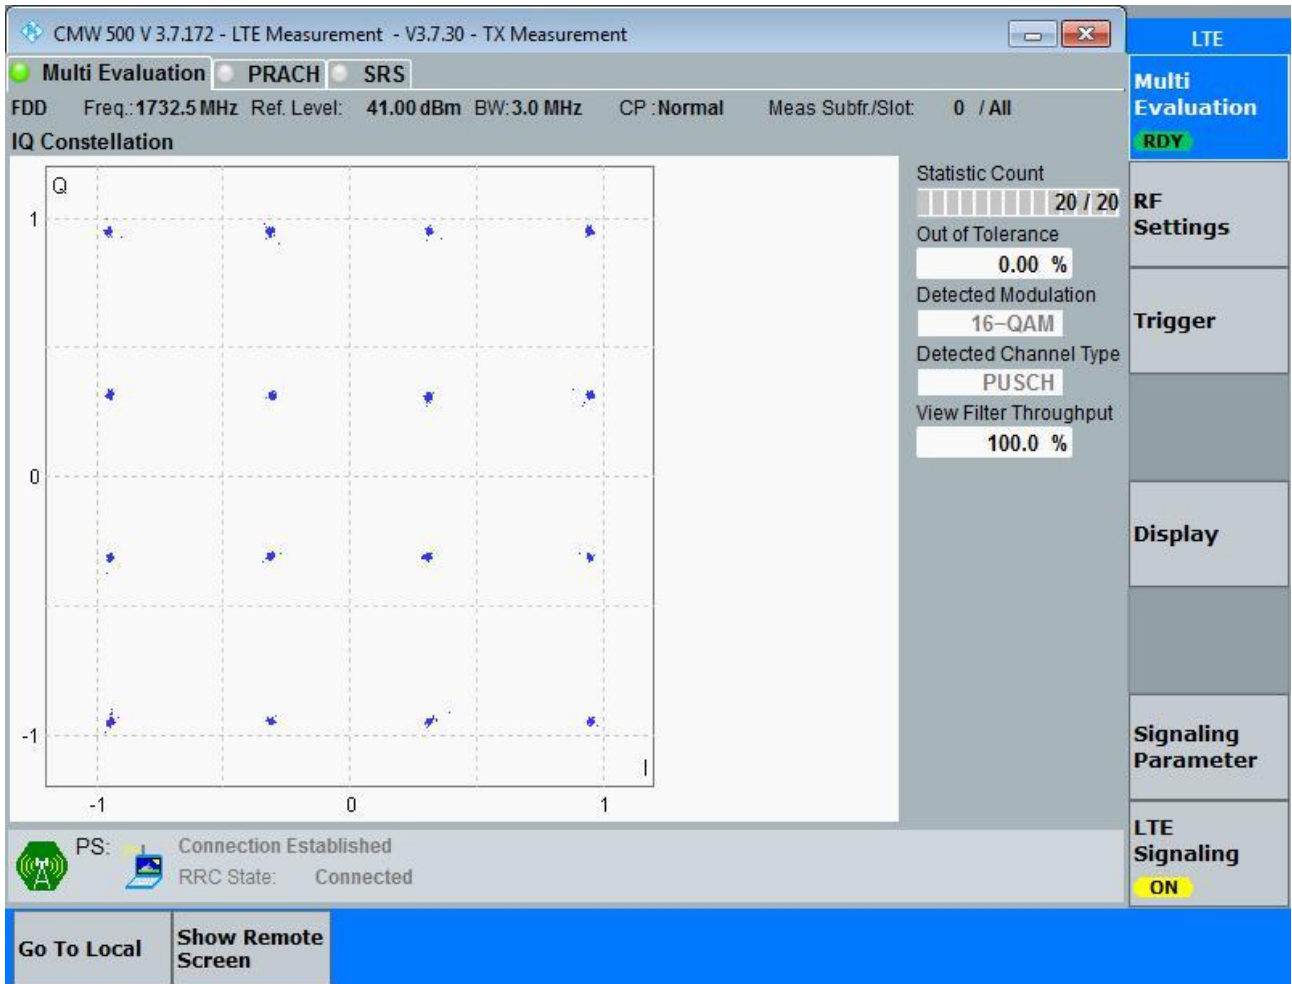 CMW 500 V 3.7.172 - LTE Measurement - V3.7.30 - TX Measurement
LTE
Multi Evaluation PRACH SRS
FDD Freq.: 1732.5 MHz Ref. Level: 41.00 dBm BW: 3.0 MHz CP : Normal Meas Subfr./Slot: 0 / All
IQ Constellation
Q
1
0
-1
I
-1 0 1
Statistic Count
20 / 20
Out of Tolerance
0.00 %
Detected Modulation
16-QAM
Detected Channel Type
PUSCH
View Filter Throughput
100.0 %
Multi
Evaluation
RDY
RF
Settings
Trigger
Display
Signaling
Parameter
LTE
Signaling
ON
PS: Connection Established
RRC State: Connected
Go To Local
Show Remote
Screen